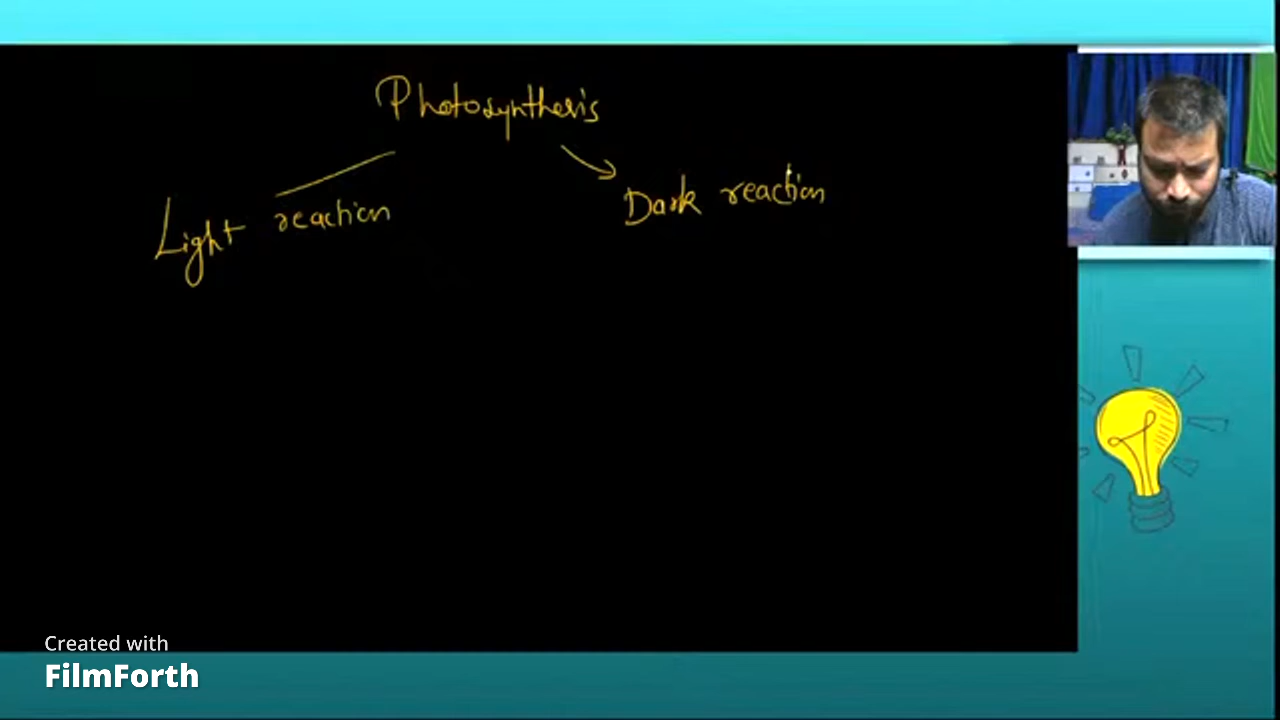 Photosynthesis
Light reaction
Dark reaction
Created with
FilmForth